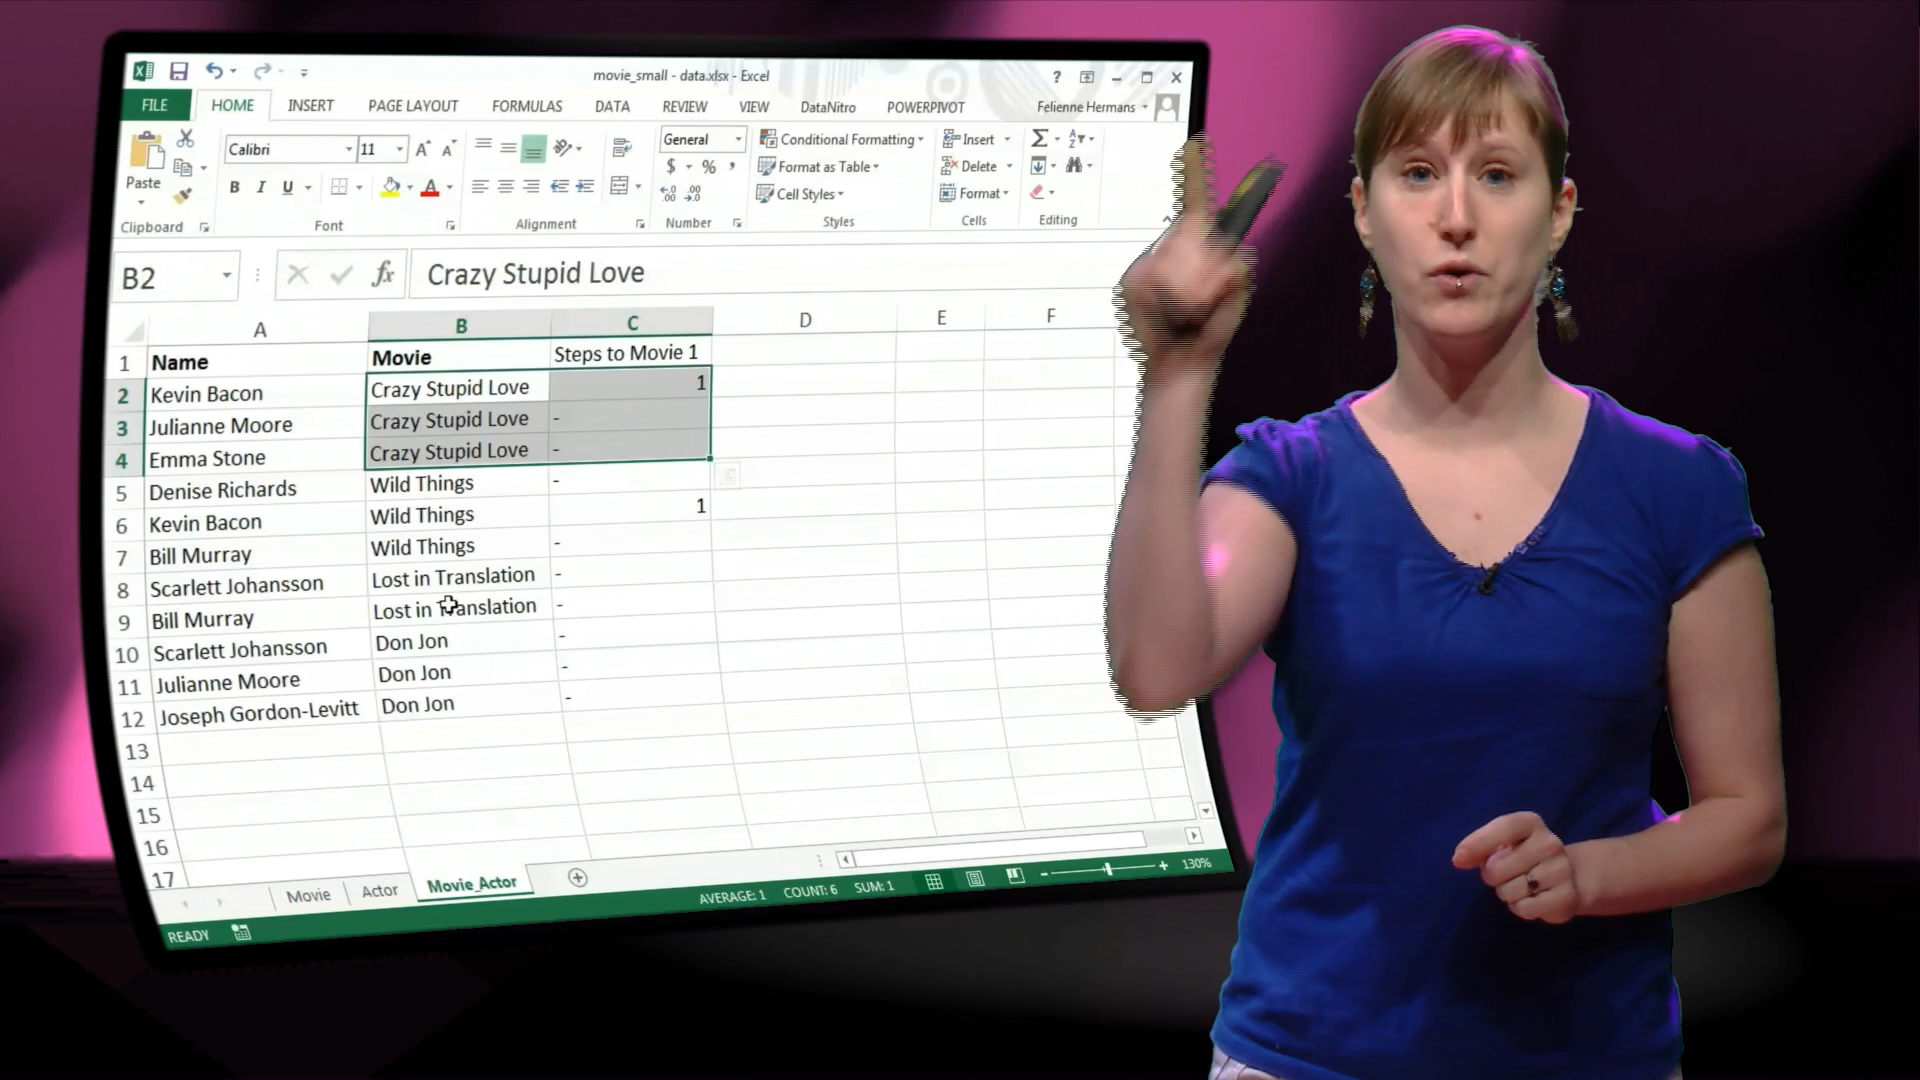 movie_small - data.xlsx - Excel
FILE HOME INSERT PAGE LAYOUT FORMULAS DATA REVIEW VIEW DataNitro POWERPIVOT Felienne Hermans
Paste
Calibri 11
B I U
General
$ % ,
Conditional Formatting
Format as Table
Cell Styles
Insert
Delete
Format
Clipboard Font Alignment Number Styles Cells Editing
B2 fx Crazy Stupid Love
A B C D E F
1 Name Movie Steps to Movie 1
2 Kevin Bacon Crazy Stupid Love 1
3 Julianne Moore Crazy Stupid Love -
4 Emma Stone Crazy Stupid Love -
5 Denise Richards Wild Things -
6 Kevin Bacon Wild Things 1
7 Bill Murray Wild Things -
8 Scarlett Johansson Lost in Translation -
9 Bill Murray Lost in Translation -
10 Scarlett Johansson Don Jon -
11 Julianne Moore Don Jon -
12 Joseph Gordon-Levitt Don Jon -
13
14
15
16
17
Movie Actor Movie_Actor
READY AVERAGE: 1 COUNT: 6 SUM: 1 130%